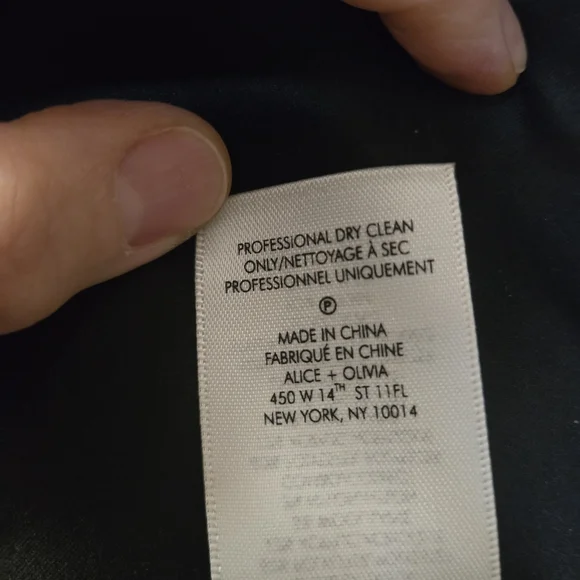 PROFESSIONAL DRY CLEAN
ONLY/NETTOYAGE À SEC
PROFESSIONNEL UNIQUEMENT
Ⓟ
MADE IN CHINA
FABRIQUÉ EN CHINE
ALICE + OLIVIA
450 W 14TH ST 11FL
NEW YORK, NY 10014